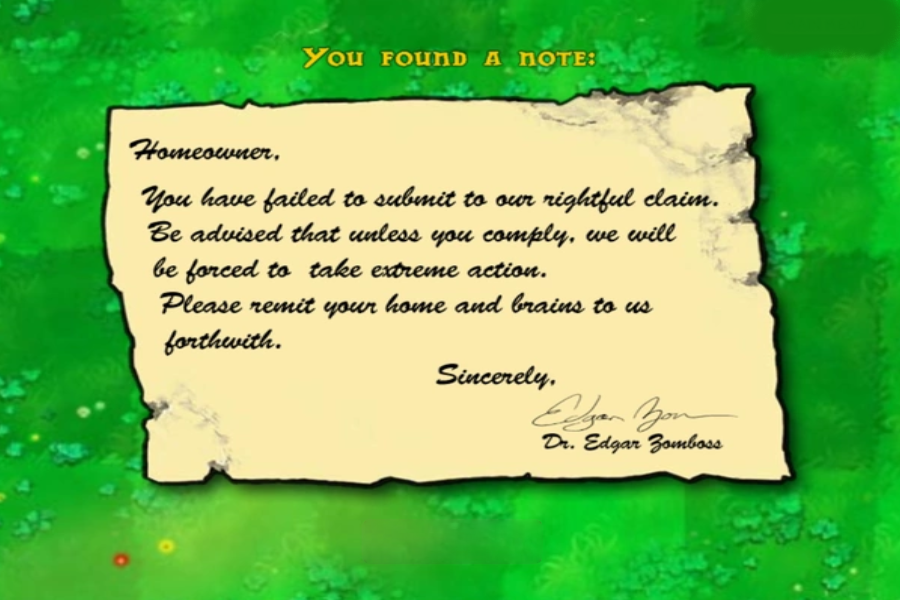 You found a note:
Homeowner,
You have failed to submit to our rightful claim.
Be advised that unless you comply, we will
be forced to take extreme action.
Please remit your home and brains to us
forthwith.
Sincerely,
Edgar Zom
Dr. Edgar Zomboss